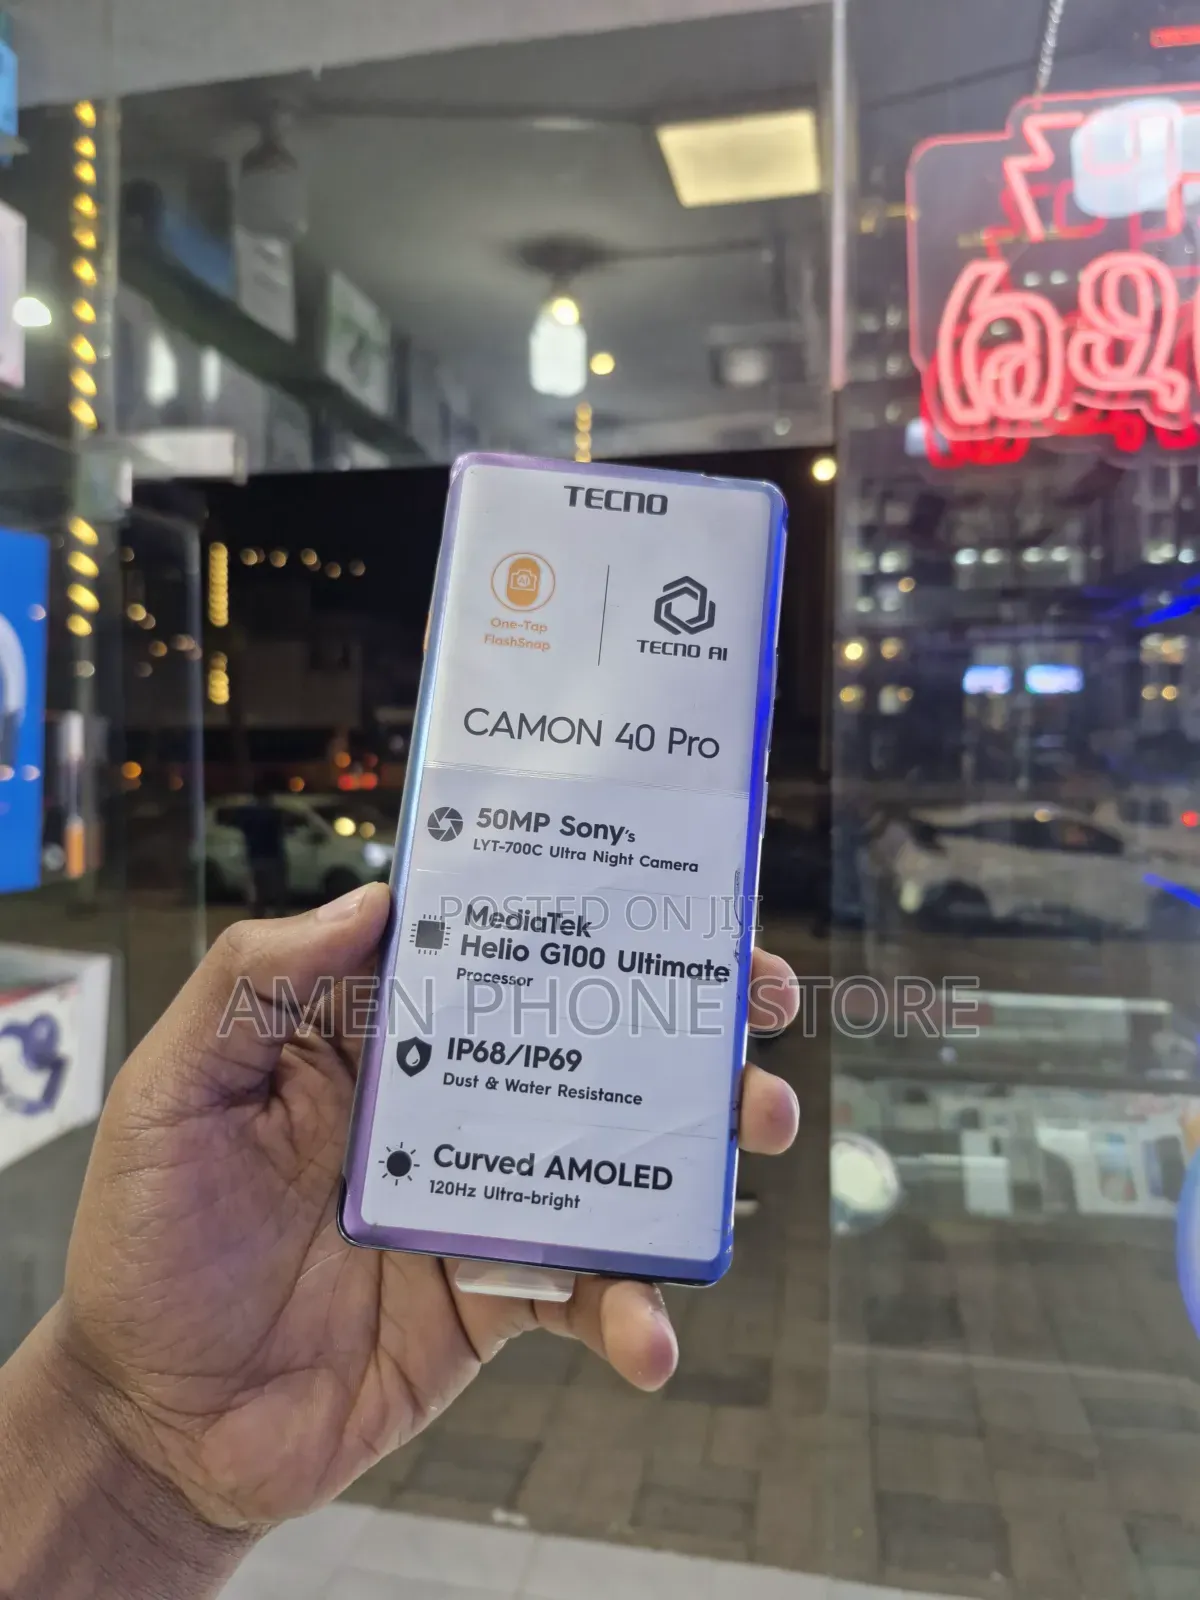 TECNO
One-Tap
FlashSnap
TECNO AI
CAMON 40 Pro
50MP Sony's
LYT-700C Ultra Night Camera
POSTED ON JIJI
MediaTek
Helio G100 Ultimate
Processor
AMEN PHONE STORE
IP68/IP69
Dust & Water Resistance
Curved AMOLED
120Hz Ultra-bright